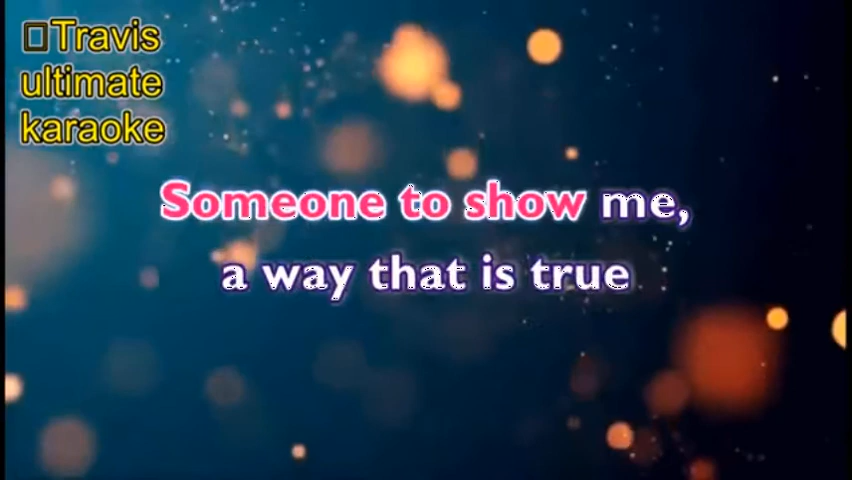 Travis
ultimate
karaoke
Someone to show me,
a way that is true